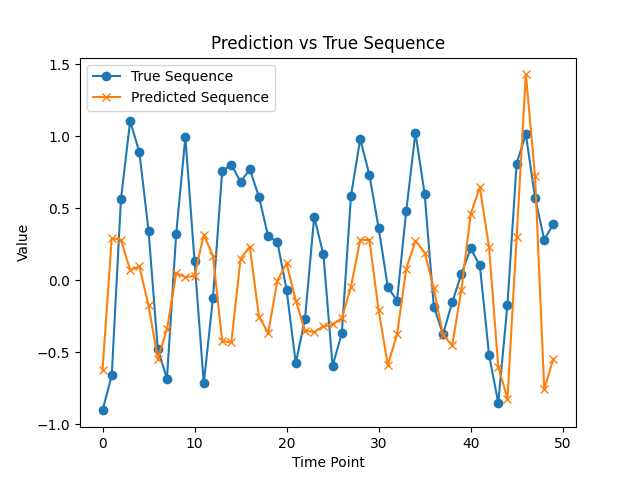 Prediction vs True Sequence
True Sequence
Predicted Sequence
1.5
1.0
0.5
0.0
−0.5
−1.0
Value
0 10 20 30 40 50
Time Point